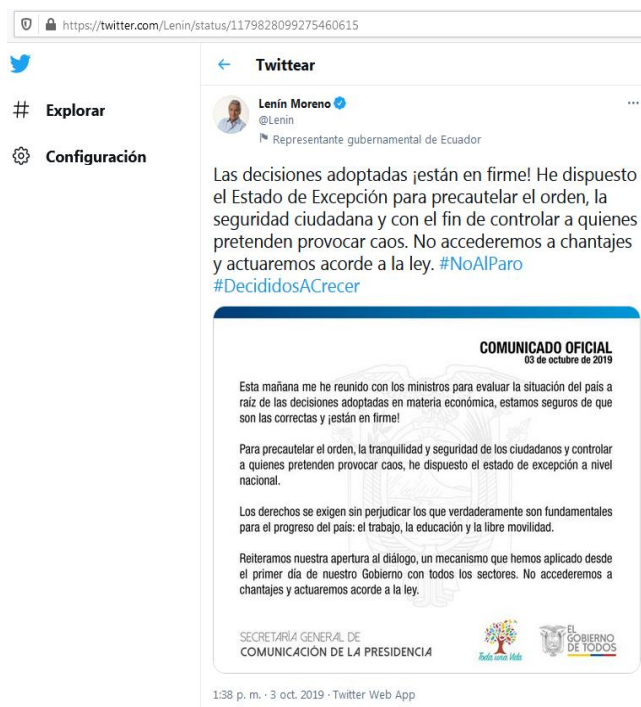 https://twitter.com/Lenin/status/1179828099275460615
Twittear
Explorar
Configuración
Lenín Moreno
@Lenin
Representante gubernamental de Ecuador
Las decisiones adoptadas ¡están en firme! He dispuesto
el Estado de Excepción para precautelar el orden, la
seguridad ciudadana y con el fin de controlar a quienes
pretenden provocar caos. No accederemos a chantajes
y actuaremos acorde a la ley. #NoAlParo
#DecididosACrecer
COMUNICADO OFICIAL
03 de octubre de 2019
Esta mañana me he reunido con los ministros para evaluar la situación del país a
raíz de las decisiones adoptadas en materia económica, estamos seguros de que
son las correctas y ¡están en firme!
Para precautelar el orden, la tranquilidad y seguridad de los ciudadanos y controlar
a quienes pretenden provocar caos, he dispuesto el estado de excepción a nivel
nacional.
Los derechos se exigen sin perjudicar los que verdaderamente son fundamentales
para el progreso del país: el trabajo, la educación y la libre movilidad.
Reiteramos nuestra apertura al diálogo, un mecanismo que hemos aplicado desde
el primer día de nuestro Gobierno con todos los sectores. No accederemos a
chantajes y actuaremos acorde a la ley.
SECRETARÍA GENERAL DE
COMUNICACIÓN DE LA PRESIDENCIA
Toda una Vida
EL
GOBIERNO
DE TODOS
1:38 p. m. · 3 oct. 2019 · Twitter Web App